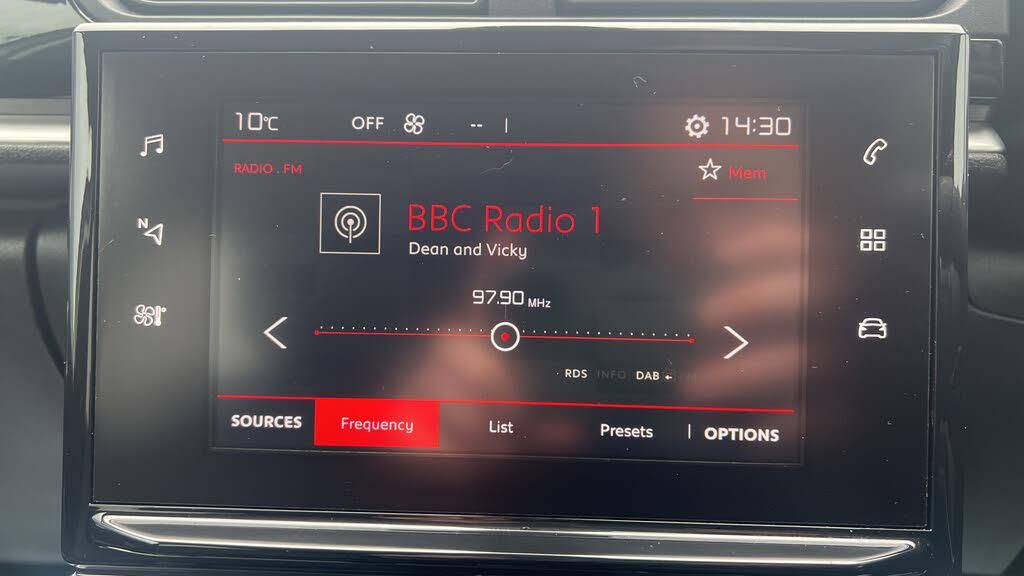 10°C OFF -- | 14:30
RADIO . FM
Mem
BBC Radio 1
Dean and Vicky
N
97.90 MHz
RDS INFO DAB
SOURCES Frequency List Presets | OPTIONS